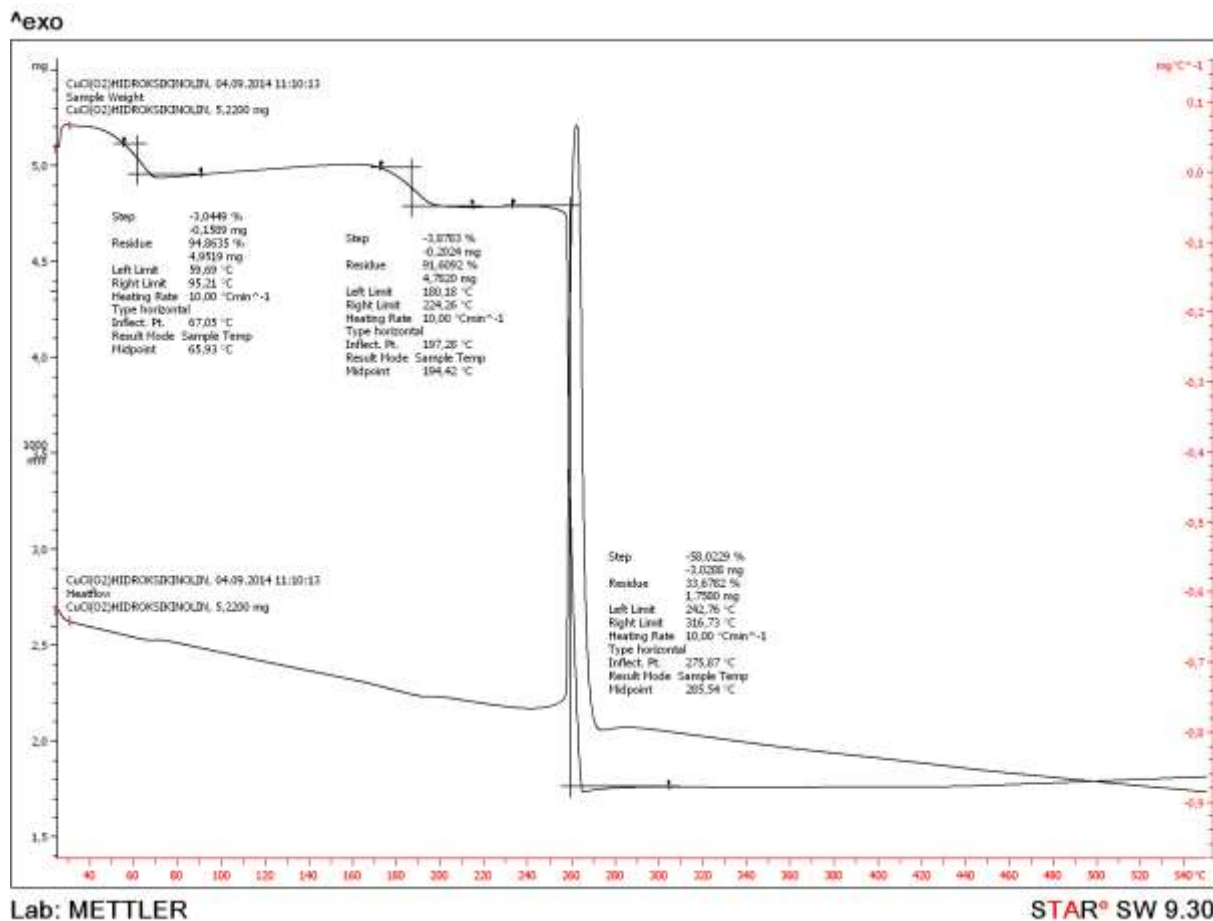 ^exo
mg
mg°C^-1
CuCl(O2)HIDROKSIKINOLIN, 04.09.2014 11:10:13
Sample Weight
CuCl(O2)HIDROKSIKINOLIN, 5,2200 mg
5,0
4,5
4,0
3,0
2,5
2,0
1,5
0,1
0,0
-0,1
-0,2
-0,3
-0,4
-0,5
-0,6
-0,7
-0,8
-0,9
Step -3,0449 %
-0,1589 mg
Residue 94,8635 %
4,9519 mg
Left Limit 59,69 °C
Right Limit 95,21 °C
Heating Rate 10,00 °Cmin^-1
Type horizontal
Inflect. Pt. 67,05 °C
Result Mode Sample Temp
Midpoint 65,93 °C
Step -3,8783 %
-0,2024 mg
Residue 91,6092 %
4,7820 mg
Left Limit 180,18 °C
Right Limit 224,26 °C
Heating Rate 10,00 °Cmin^-1
Type horizontal
Inflect. Pt. 197,28 °C
Result Mode Sample Temp
Midpoint 194,42 °C
1000
Step -58,0229 %
-3,0288 mg
Residue 33,6782 %
1,7580 mg
Left Limit 242,76 °C
Right Limit 316,73 °C
Heating Rate 10,00 °Cmin^-1
Type horizontal
Inflect. Pt. 275,87 °C
Result Mode Sample Temp
Midpoint 285,54 °C
CuCl(O2)HIDROKSIKINOLIN, 04.09.2014 11:10:13
Heatflow
CuCl(O2)HIDROKSIKINOLIN, 5,2200 mg
40 60 80 100 120 140 160 180 200 220 240 260 280 300 320 340 360 380 400 420 440 460 480 500 520 540 °C
Lab: METTLER
STARe SW 9.30